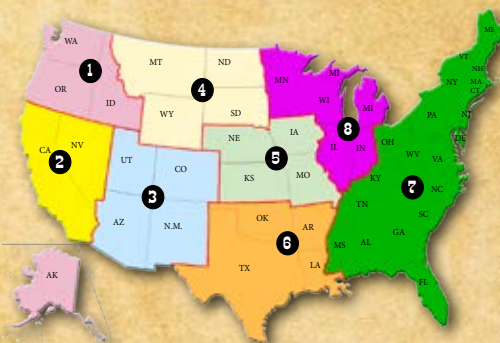 WA
OR
ID
1
MT
ND
WY
SD
4
MN
MI
WI
MI
IL
IN
8
ME
VT
NH
NY
MA
CT
PA
NJ
DE
OH
WV
VA
KY
7
NC
TN
SC
MS
AL
GA
FL
CA
NV
2
UT
CO
3
AZ
N.M.
NE
IA
5
KS
MO
OK
AR
6
TX
LA
AK